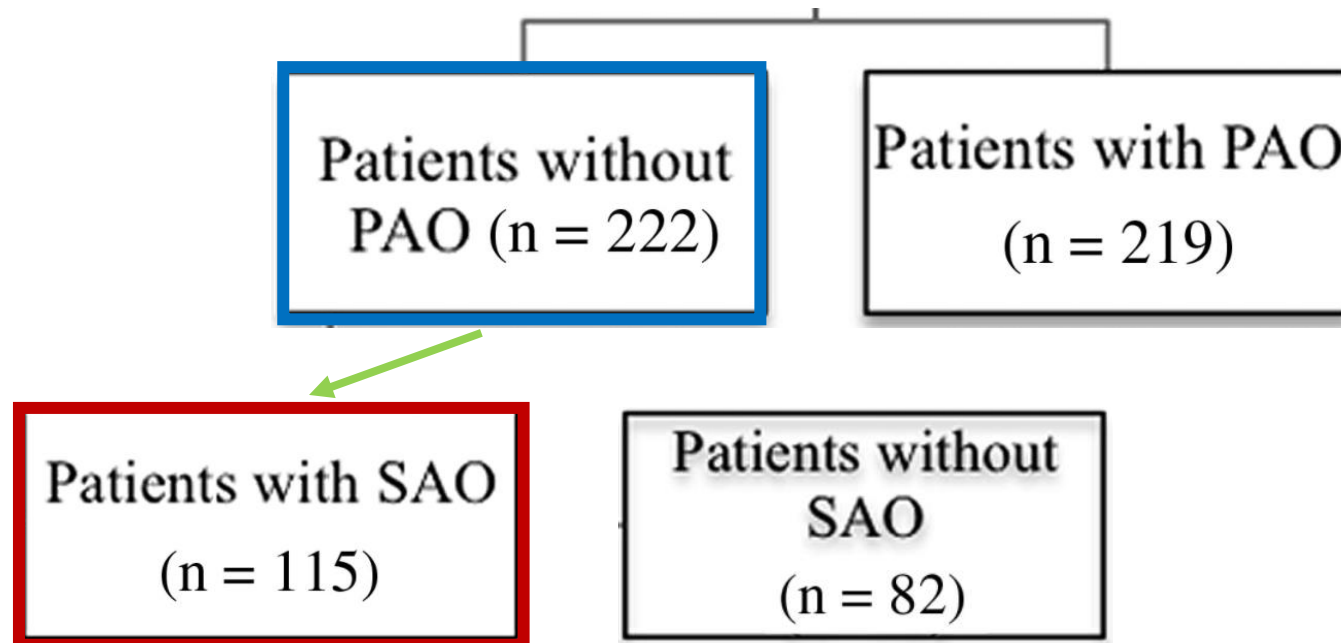 Patients without
PAO (n = 222)
Patients with PAO
(n = 219)
Patients with SAO
(n = 115)
Patients without
SAO
(n = 82)